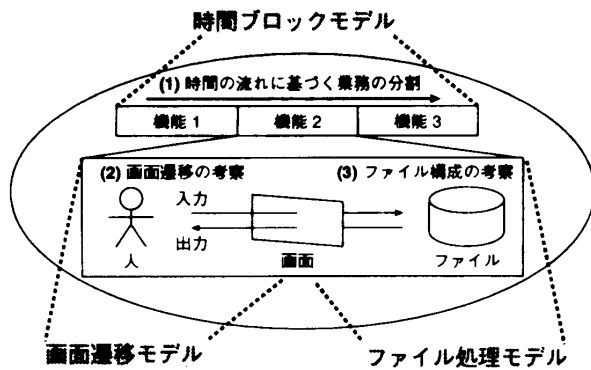 時間ブロックモデル
(1) 時間の流れに基づく業務の分割
機能 1 機能 2 機能 3
(2) 画面遷移の考察 (3) ファイル構成の考察
入力
出力
人 画面 ファイル
画面遷移モデル ファイル処理モデル